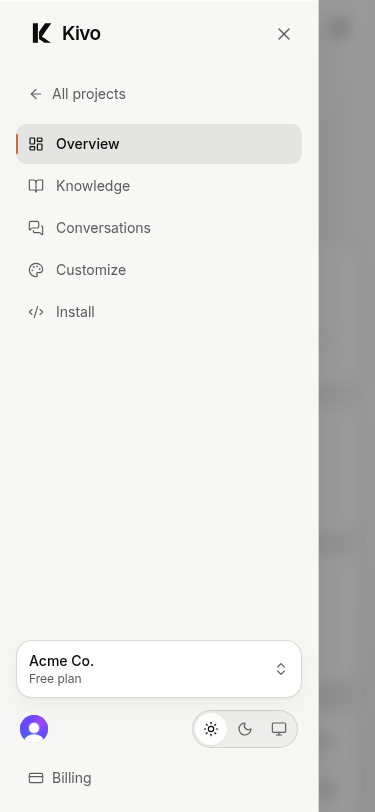 Kivo
All projects
Overview
Knowledge
Conversations
Customize
Install
Acme Co.
Free plan
Billing